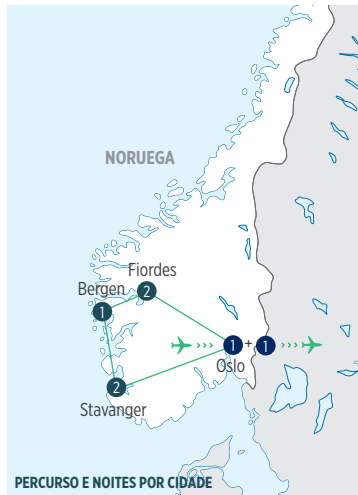 NORUEGA
Fiordes
2
Bergen
1
1 + 1
Oslo
2
Stavanger
PERCURSO E NOITES POR CIDADE